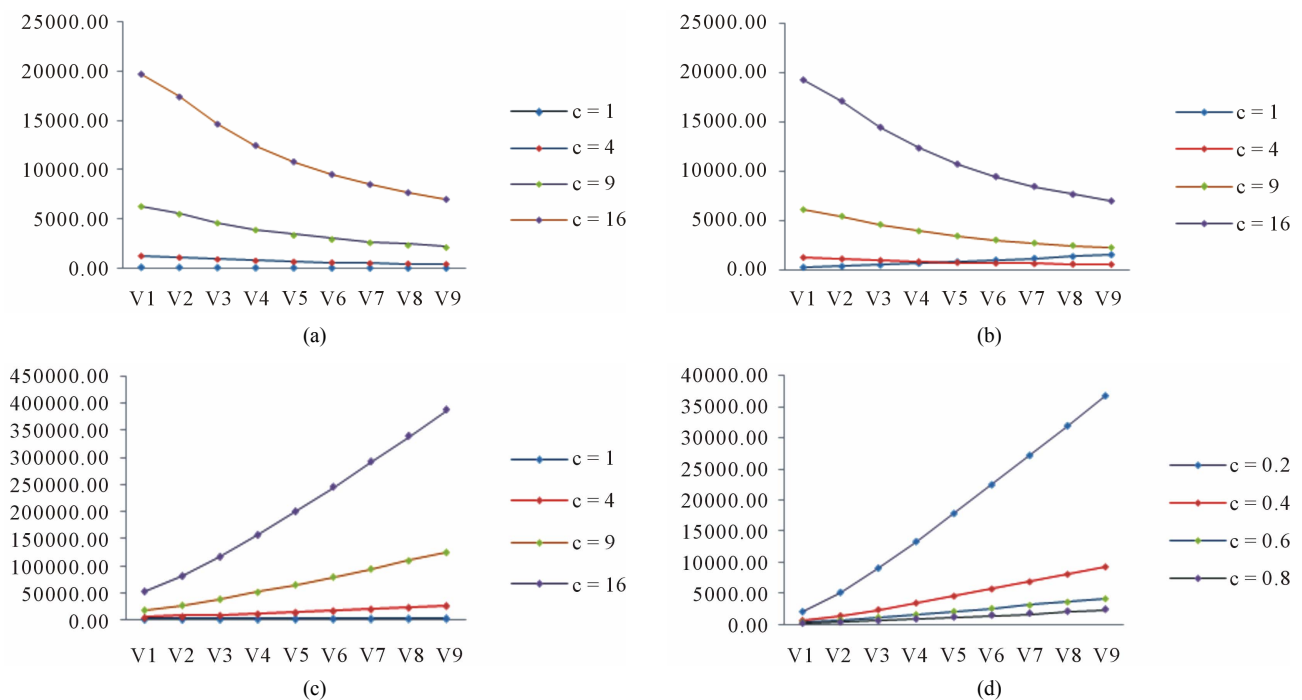 25000.00
20000.00
15000.00
10000.00
5000.00
0.00
V1 V2 V3 V4 V5 V6 V7 V8 V9
c = 1
c = 4
c = 9
c = 16
(a)
25000.00
20000.00
15000.00
10000.00
5000.00
0.00
V1 V2 V3 V4 V5 V6 V7 V8 V9
c = 1
c = 4
c = 9
c = 16
(b)
450000.00
400000.00
350000.00
300000.00
250000.00
200000.00
150000.00
100000.00
50000.00
0.00
V1 V2 V3 V4 V5 V6 V7 V8 V9
c = 1
c = 4
c = 9
c = 16
(c)
40000.00
35000.00
30000.00
25000.00
20000.00
15000.00
10000.00
5000.00
0.00
V1 V2 V3 V4 V5 V6 V7 V8 V9
c = 0.2
c = 0.4
c = 0.6
c = 0.8
(d)